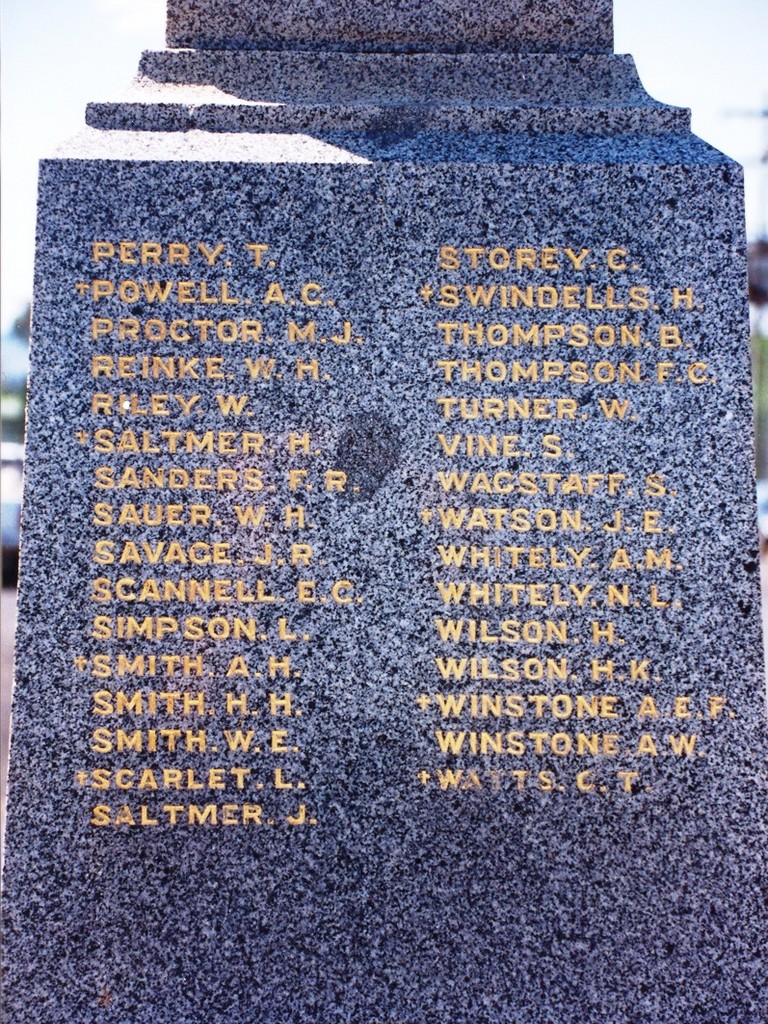 PERRY. T.
†POWELL. A.C.
PROCTOR. M.J.
REINKE. W. H.
RILEY. W.
†SALTMER. H.
SANDERS. F. R.
SAUER. W. H.
SAVAGE. J.R.
SCANNELL. E.C.
SIMPSON. L.
†SMITH. A. H.
SMITH. H. H.
SMITH. W. E.
†SCARLET. L.
SALTMER. J.
STOREY. C.
†SWINDELLS. H.
THOMPSON. B.
THOMPSON. F.C.
TURNER. W.
VINE. S.
WAGSTAFF. S.
†WATSON. J. E.
WHITELY. A.M.
WHITELY. N. L.
WILSON. H.
WILSON. H.K.
†WINSTONE A.E.F.
WINSTONE. A.W.
†WATTS. C. T.